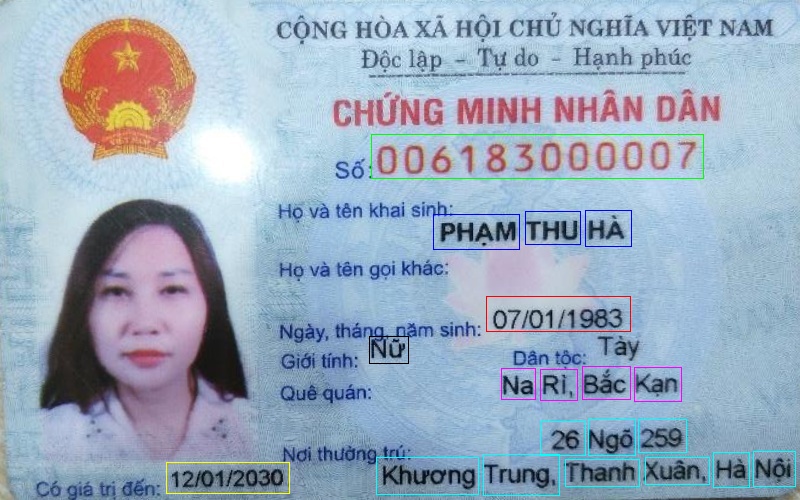 CỘNG HÒA XÃ HỘI CHỦ NGHĨA VIỆT NAM
Độc lập - Tự do - Hạnh phúc
CHỨNG MINH NHÂN DÂN
Số: 006183000007
Họ và tên khai sinh:
PHẠM THU HÀ
Họ và tên gọi khác:
Ngày, tháng, năm sinh: 07/01/1983
Giới tính: Nữ Dân tộc: Tày
Quê quán: Na Rì, Bắc Kạn
Nơi thường trú: 26 Ngõ 259
Khương Trung, Thanh Xuân, Hà Nội
Có giá trị đến: 12/01/2030